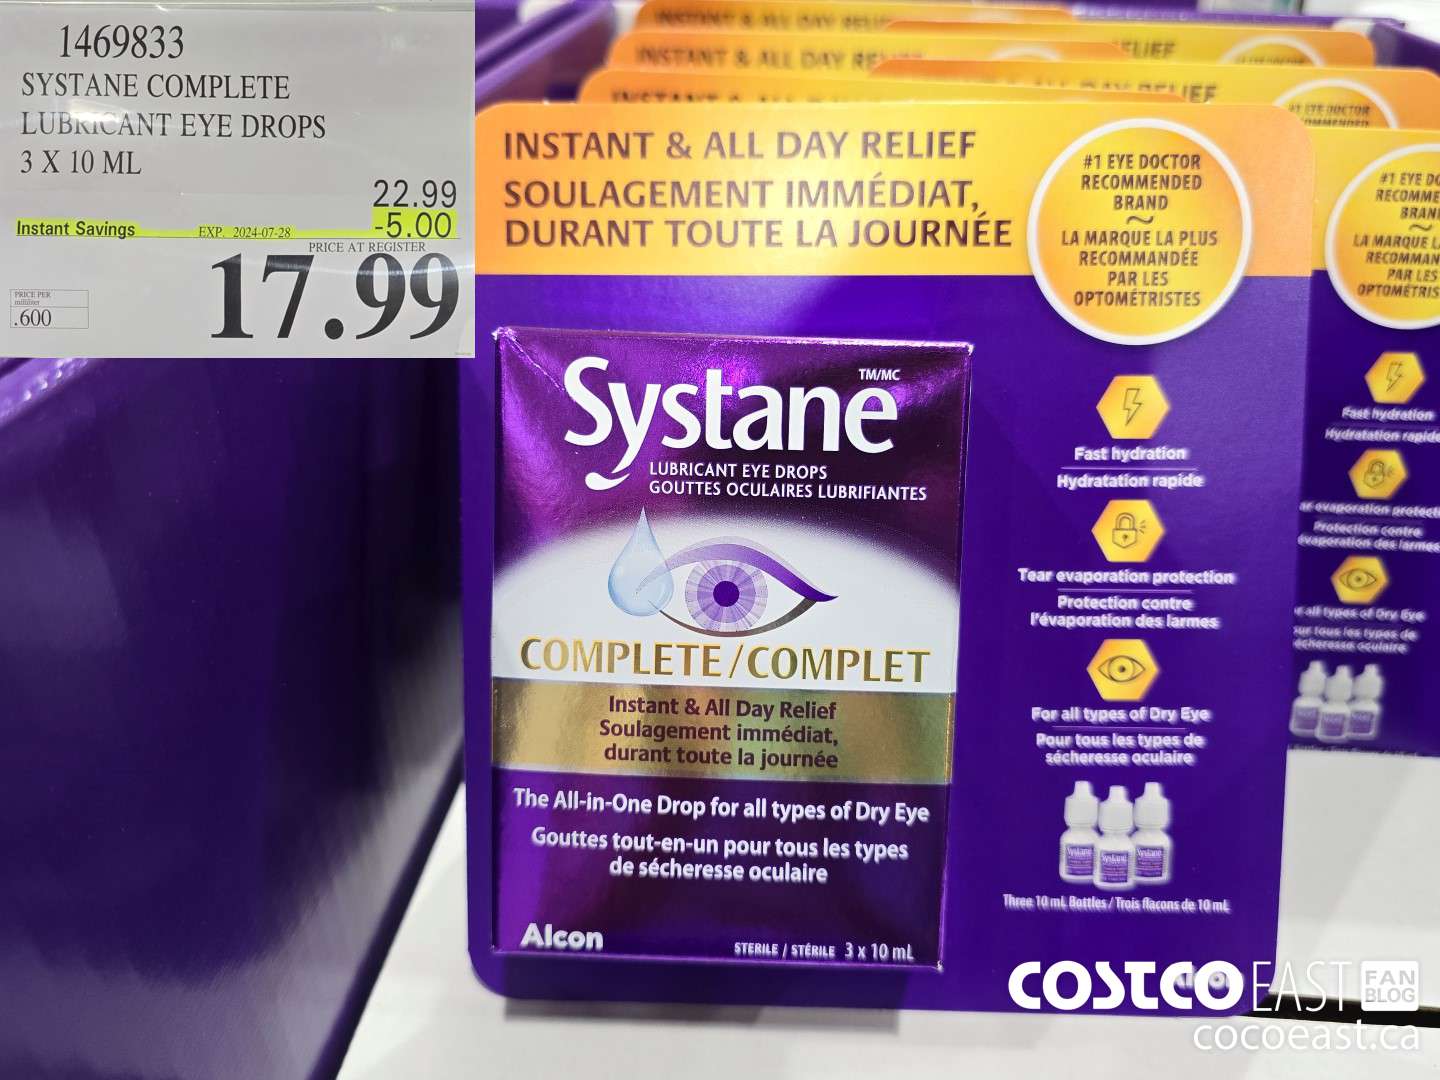 1469833
SYSTANE COMPLETE
LUBRICANT EYE DROPS
3 X 10 ML
22.99
Instant Savings EXP. 2024-07-28 -5.00
PRICE AT REGISTER
17.99
PRICE PER
milliliter
.600
INSTANT & ALL DAY RELIEF
SOULAGEMENT IMMÉDIAT,
DURANT TOUTE LA JOURNÉE
#1 EYE DOCTOR
RECOMMENDED
BRAND
~
LA MARQUE LA PLUS
RECOMMANDÉE
PAR LES
OPTOMÉTRISTES
Systane TM/MC
LUBRICANT EYE DROPS
GOUTTES OCULAIRES LUBRIFIANTES
COMPLETE/COMPLET
Instant & All Day Relief
Soulagement immédiat,
durant toute la journée
The All-in-One Drop for all types of Dry Eye
Gouttes tout-en-un pour tous les types
de sécheresse oculaire
Alcon
STERILE / STÉRILE 3 x 10 mL
Fast hydration
Hydratation rapide
Tear evaporation protection
Protection contre
l'évaporation des larmes
For all types of Dry Eye
Pour tous les types de
sécheresse oculaire
Systane Systane Systane
Three 10 mL Bottles / Trois flacons de 10 mL
COSTCO EAST FAN
BLOG
cocoeast.ca